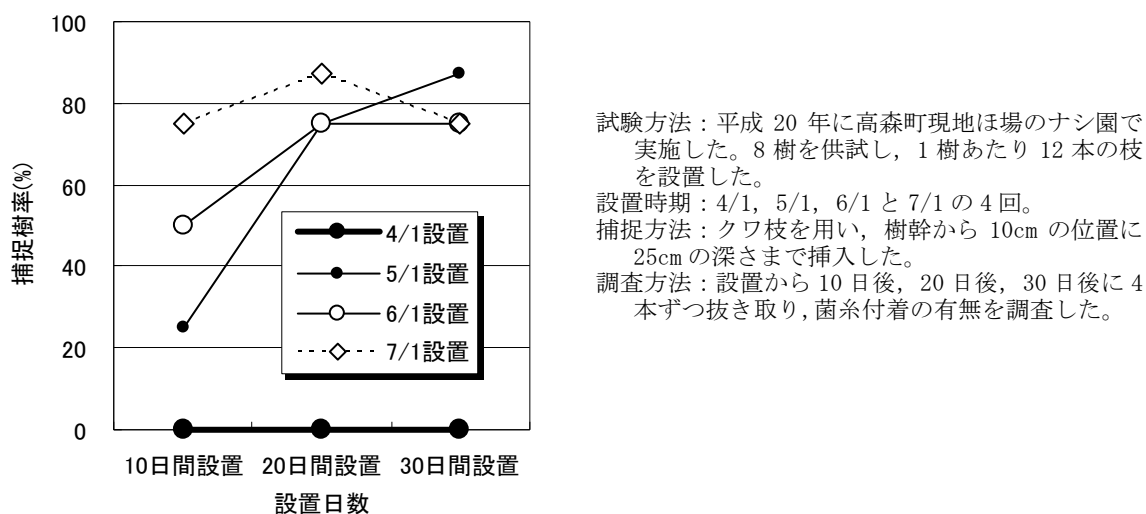 100
80
60
40
20
0
捕捉樹率(%)
4/1設置
5/1設置
6/1設置
7/1設置
10日間設置 20日間設置 30日間設置
設置日数
試験方法：平成 20 年に高森町現地ほ場のナシ園で
実施した。8 樹を供試し，1 樹あたり 12 本の枝
を設置した。
設置時期：4/1，5/1，6/1 と 7/1 の 4 回。
捕捉方法：クワ枝を用い，樹幹から 10cm の位置に
25cm の深さまで挿入した。
調査方法：設置から 10 日後，20 日後，30 日後に 4
本ずつ抜き取り,菌糸付着の有無を調査した。